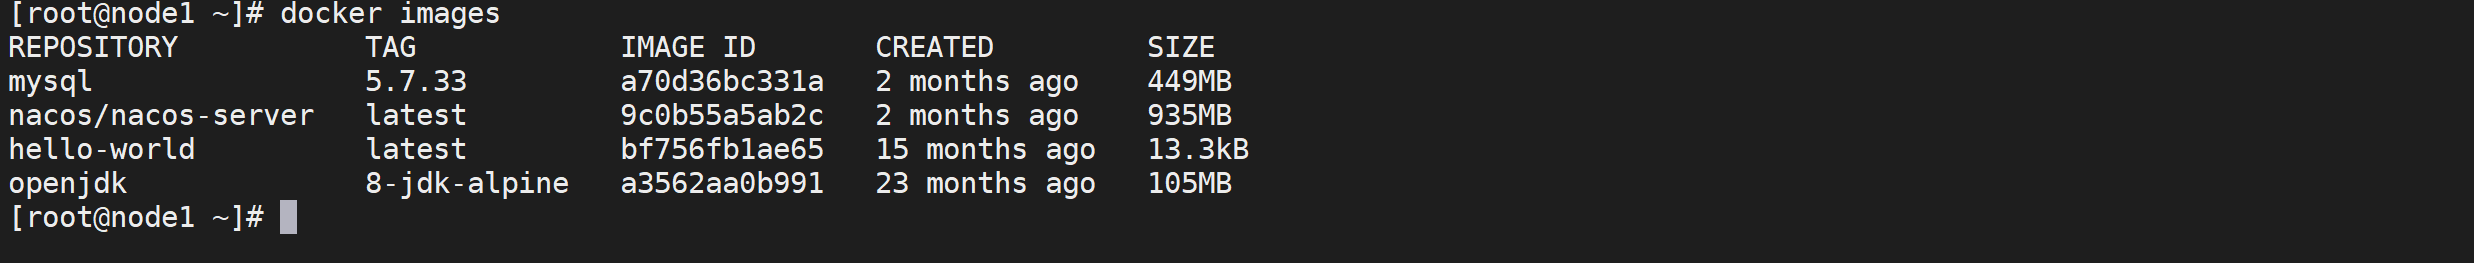 [root@node1 ~]# docker images
REPOSITORY           TAG            IMAGE ID       CREATED         SIZE
mysql                5.7.33         a70d36bc331a   2 months ago    449MB
nacos/nacos-server   latest         9c0b55a5ab2c   2 months ago    935MB
hello-world          latest         bf756fb1ae65   15 months ago   13.3kB
openjdk              8-jdk-alpine   a3562aa0b991   23 months ago   105MB
[root@node1 ~]#